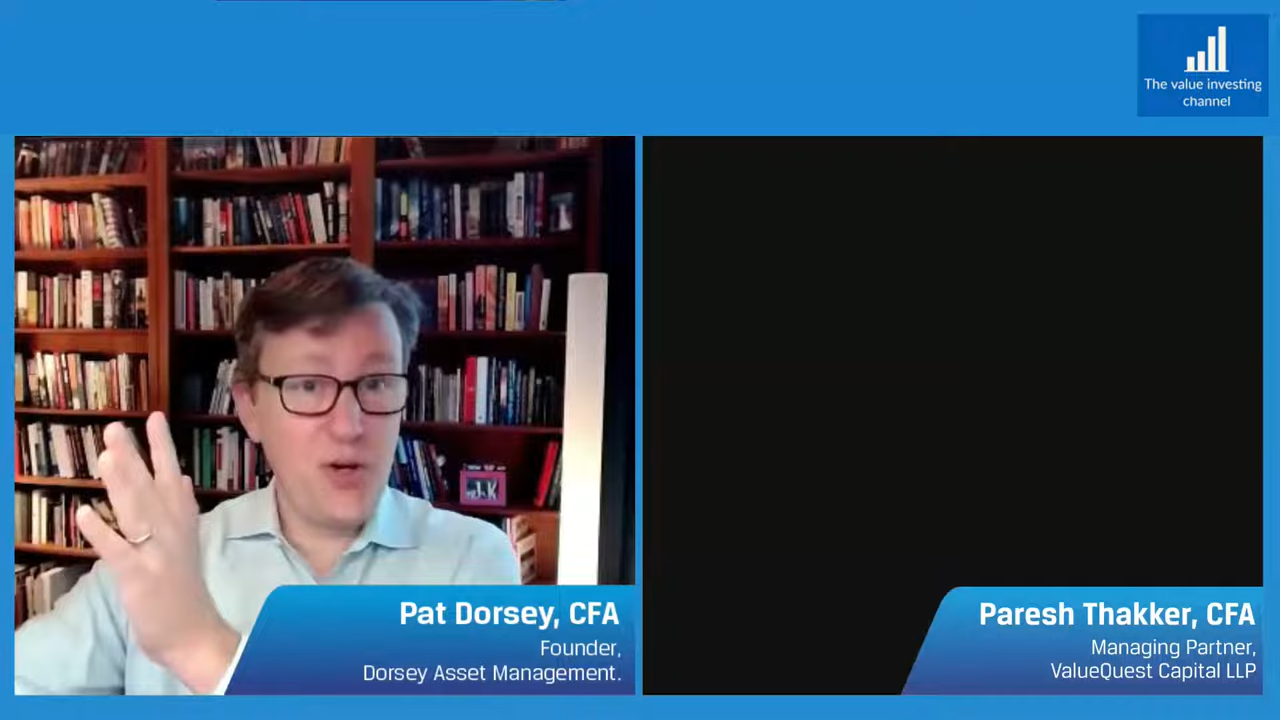 The value investing
channel
Pat Dorsey, CFA
Founder,
Dorsey Asset Management.
Paresh Thakker, CFA
Managing Partner,
ValueQuest Capital LLP